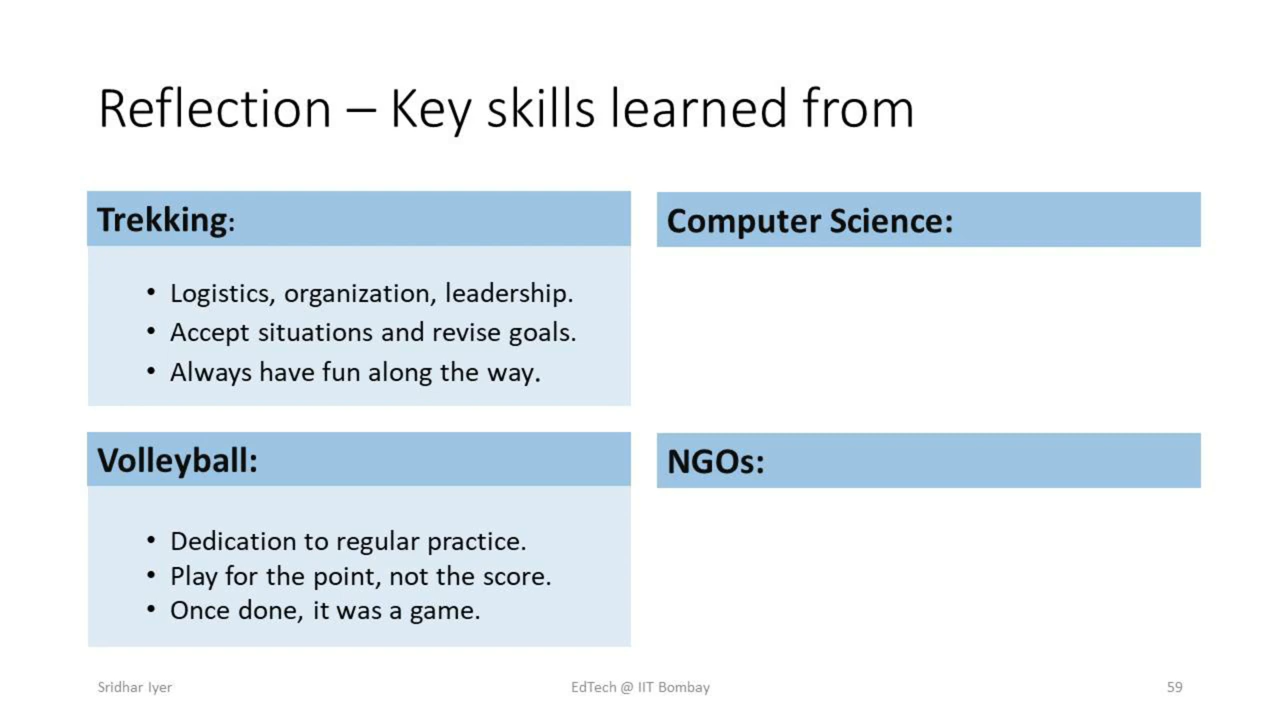 Reflection – Key skills learned from
Trekking:
• Logistics, organization, leadership.
• Accept situations and revise goals.
• Always have fun along the way.
Computer Science:
Volleyball:
• Dedication to regular practice.
• Play for the point, not the score.
• Once done, it was a game.
NGOs:
Sridhar Iyer
EdTech @ IIT Bombay
59